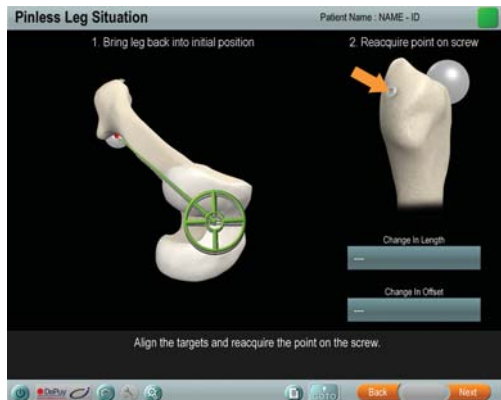 Pinless Leg Situation
Patient Name : NAME - ID
1. Bring leg back into initial position
2. Reacquire point on screw
Change In Length
---
Change In Offset
---
Align the targets and reacquire the point on the screw.
DePuy
GOTO
Back
Next